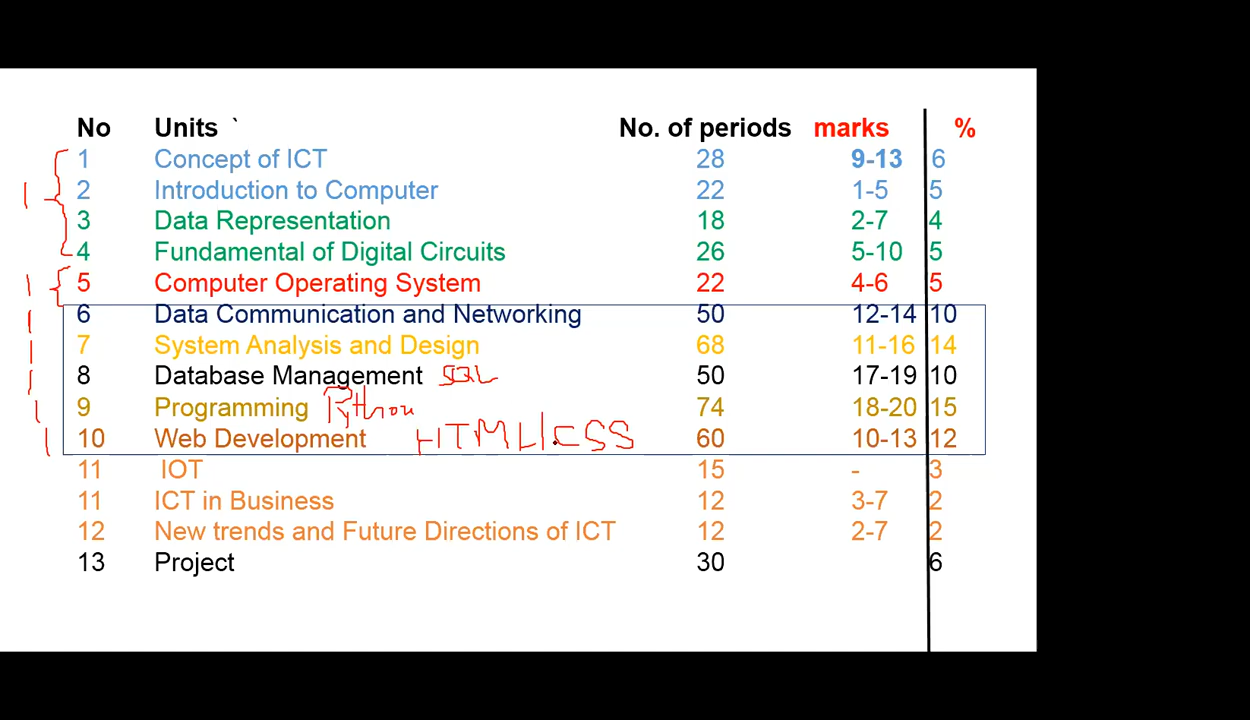 No Units ` No. of periods marks %
1 Concept of ICT 28 9-13 6
2 Introduction to Computer 22 1-5 5
3 Data Representation 18 2-7 4
4 Fundamental of Digital Circuits 26 5-10 5
5 Computer Operating System 22 4-6 5
6 Data Communication and Networking 50 12-14 10
7 System Analysis and Design 68 11-16 14
8 Database Management SQL 50 17-19 10
9 Programming Python 74 18-20 15
10 Web Development HTML|CSS 60 10-13 12
11 IOT 15 - 3
11 ICT in Business 12 3-7 2
12 New trends and Future Directions of ICT 12 2-7 2
13 Project 30 6